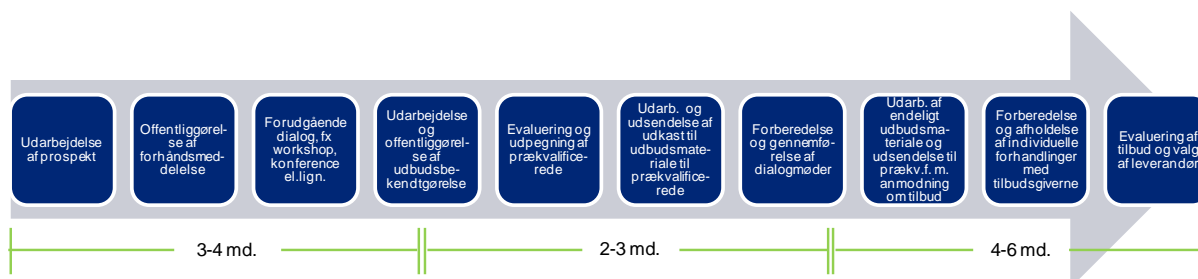 Udarbejdelse
af prospekt
Offentliggørel-
se af
forhåndsmed-
delelse
Forudgående
dialog, fx
workshop,
konference
el.lign.
Udarbejdelse
og
offentliggørel-
se af
udbudsbe-
kendtgørelse
Evaluering og
udpegning af
prækvalifice-
rede
Udarb. og
udsendelse af
udkast til
udbudsmate-
riale til
prækvalifice-
rede
Forberedelse
og gennemfø-
relse af
dialogmøder
Udarb. af
endeligt
udbudsma-
teriale og
udsendelse til
prækv.f. m.
anmodning
om tilbud
Forberedelse
og afholdelse
af individuelle
forhandlinger
med
tilbudsgiverne
Evaluering af
tilbud og valg
af leverandør
3-4 md.
2-3 md.
4-6 md.